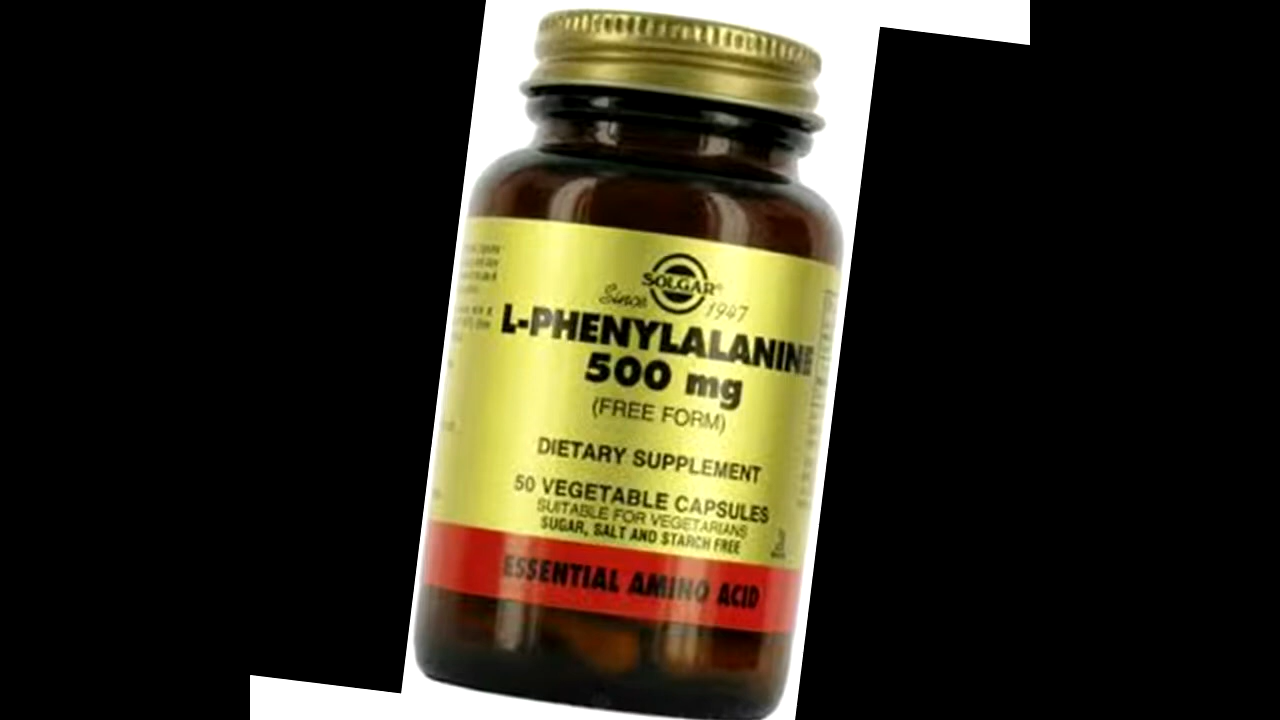 SOLGAR®
Since 1947
L-PHENYLALANINE
500 mg
(FREE FORM)
DIETARY SUPPLEMENT
50 VEGETABLE CAPSULES
SUITABLE FOR VEGETARIANS
SUGAR, SALT AND STARCH FREE
ESSENTIAL AMINO ACID